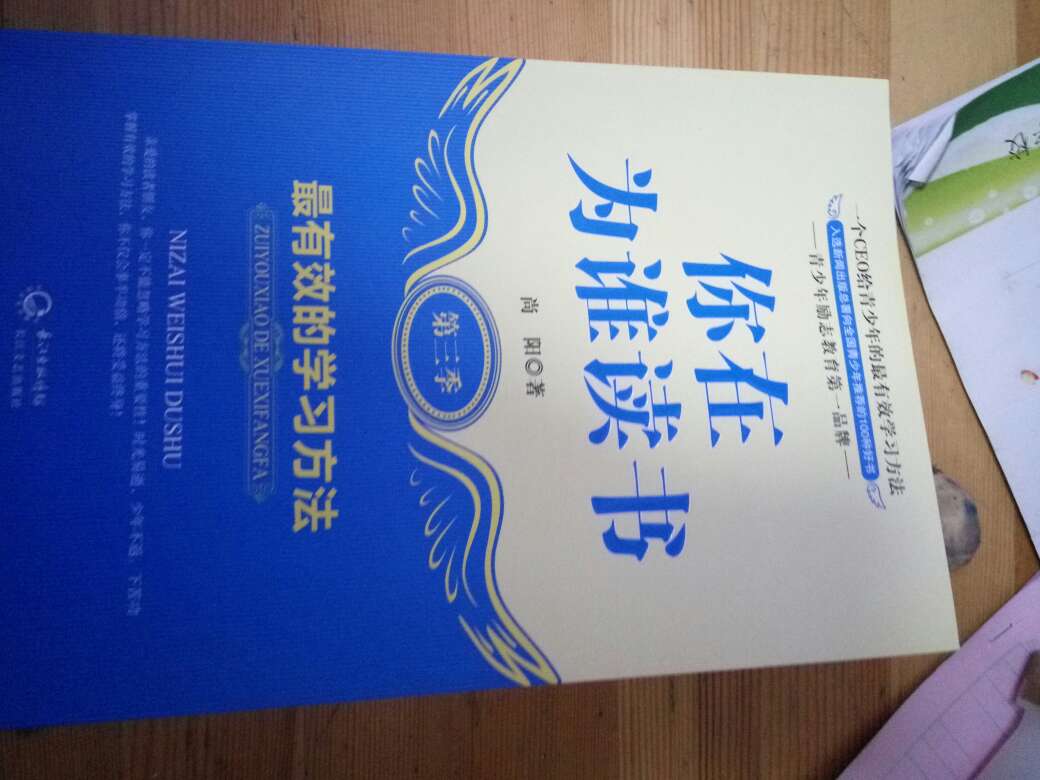 一个CEO给青少年的最有效学习方法
入选新闻出版总署向全国青少年推荐的100种好书
——青少年励志教育第一品牌——
你在
为谁读书
尚 阳◎著
第三季
最有效的学习方法
ZUIYOUXIAO DE XUEXIFANGFA
NIZAI WEISHUI DUSHU